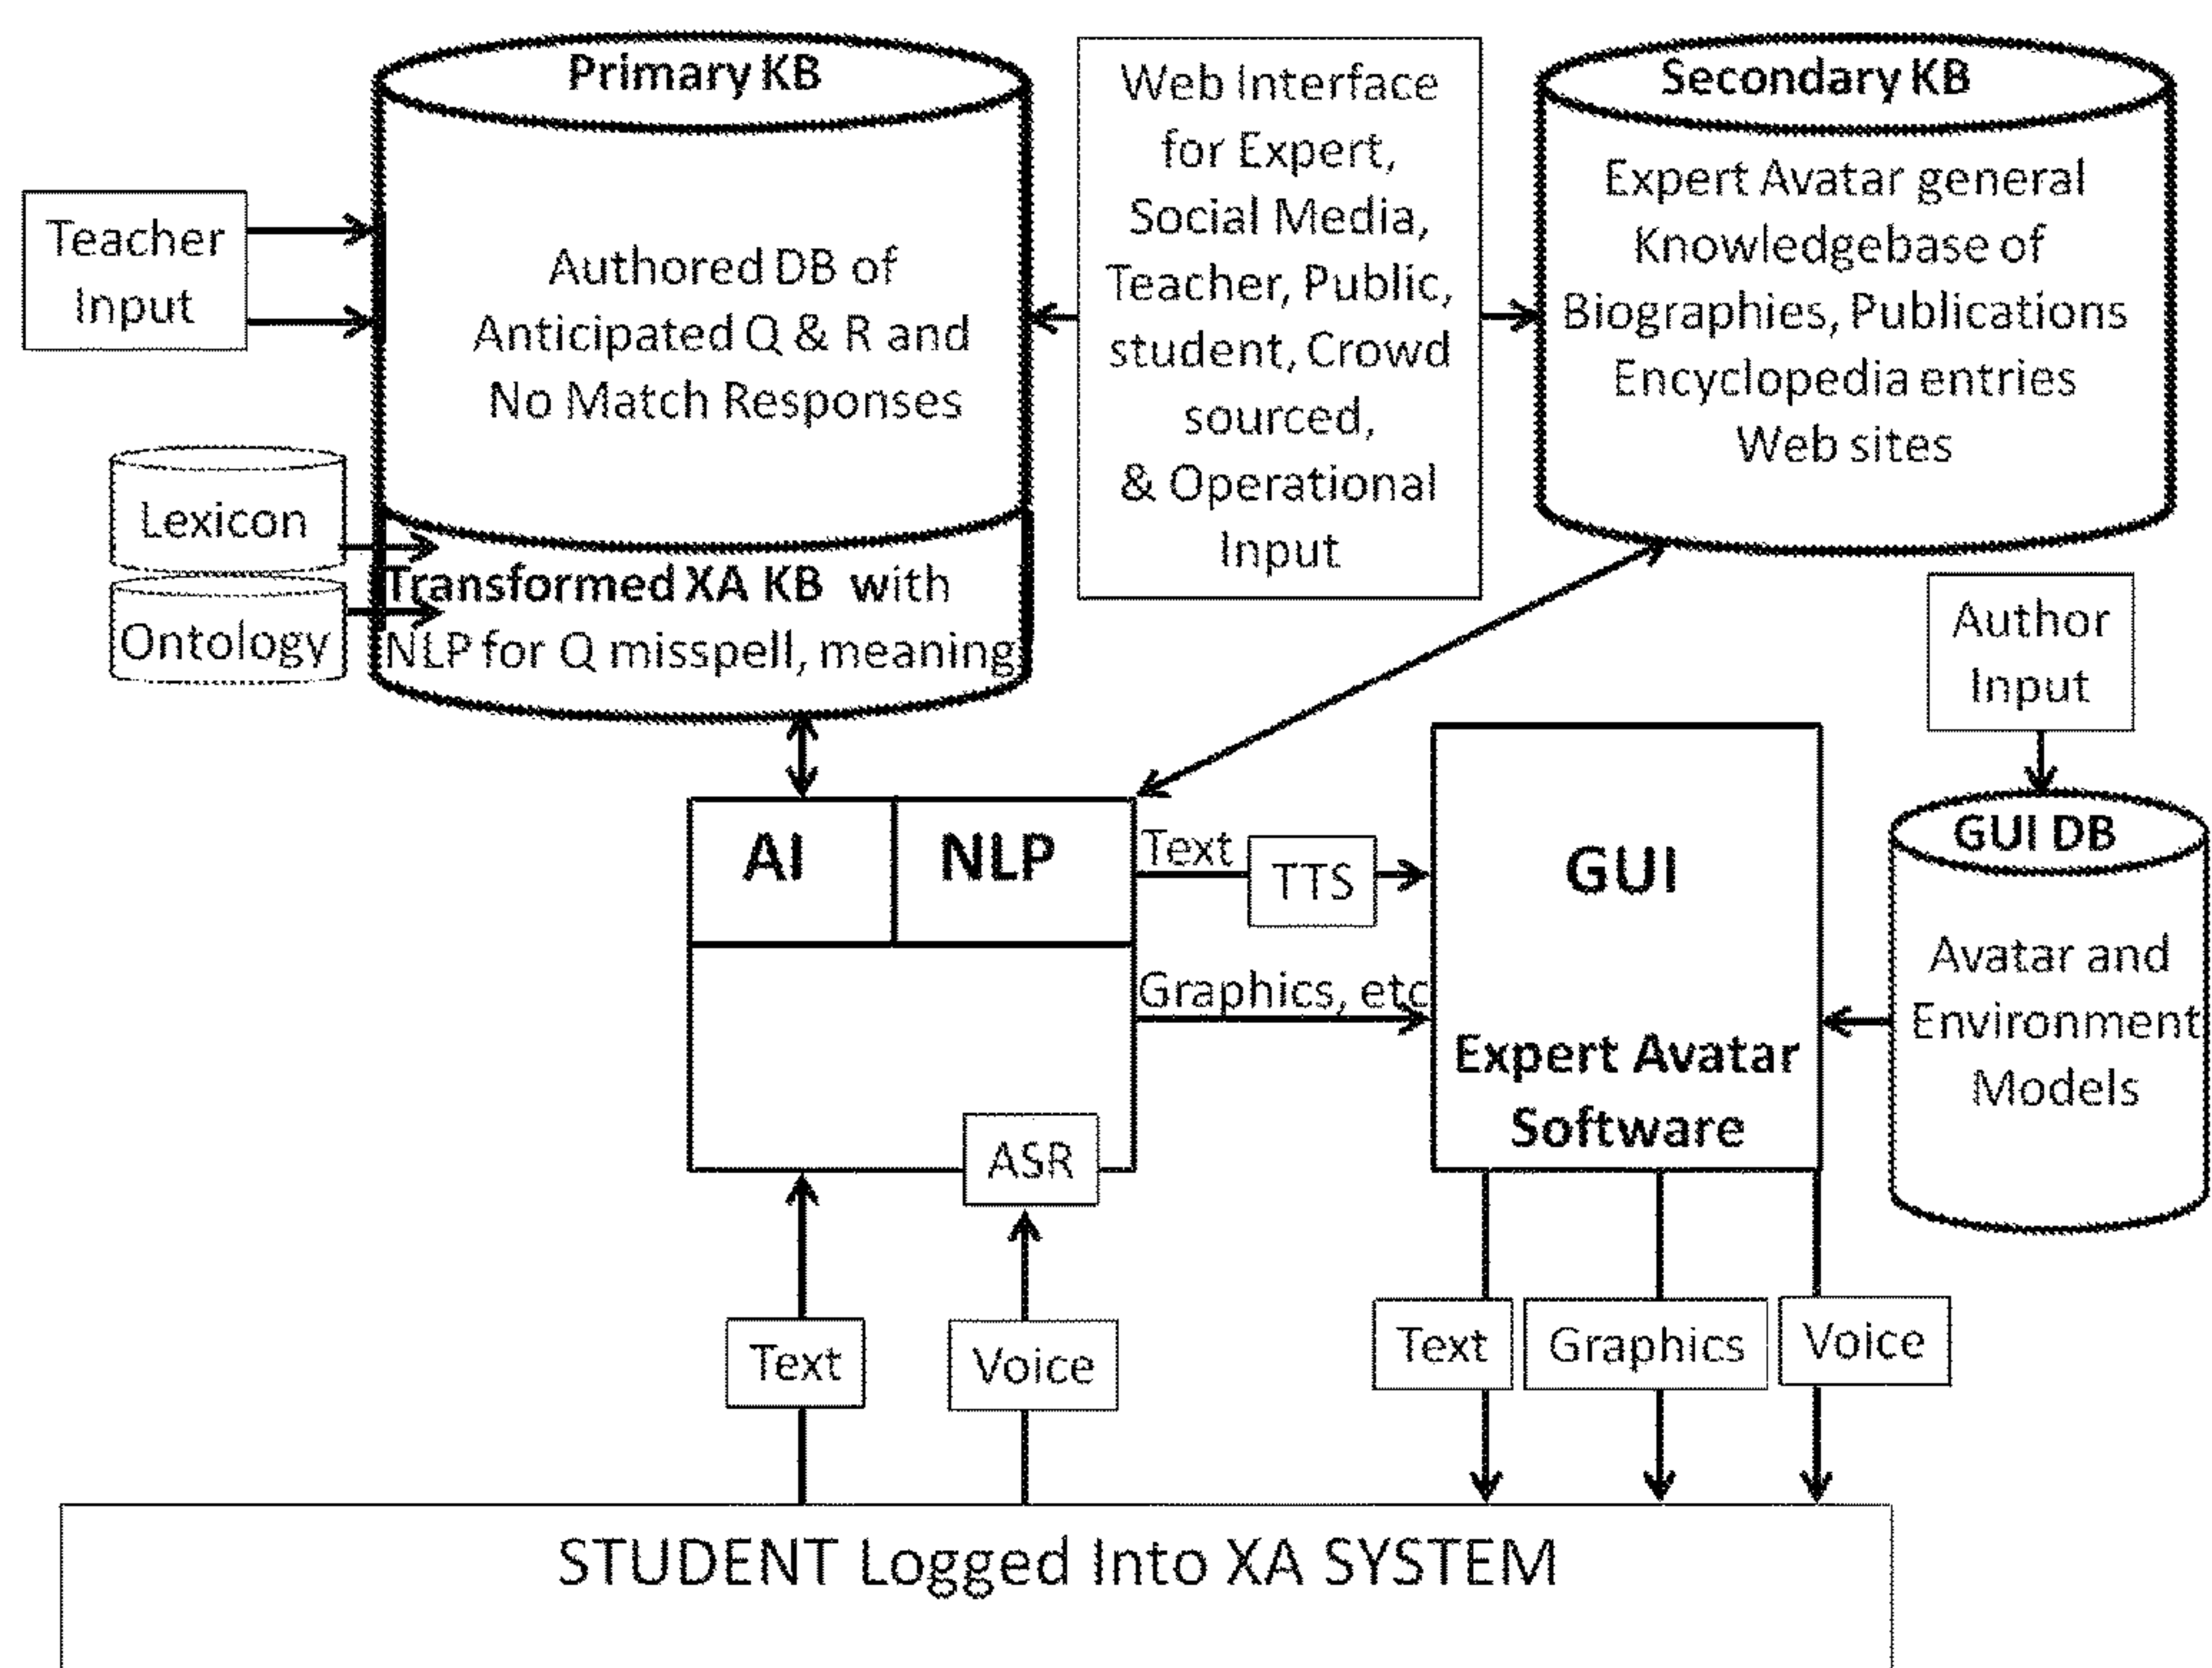 Primary KB
Authored DB of
Anticipated Q & R and
No Match Responses
Transformed XA KB with
NLP for Q misspell, meaning
Teacher
Input
Lexicon
Ontology
Web Interface
for Expert,
Social Media,
Teacher, Public,
student, Crowd
sourced,
& Operational
Input
Secondary KB
Expert Avatar general
Knowledgebase of
Biographies, Publications
Encyclopedia entries
Web sites
Author
Input
GUI DB
Avatar and
Environment
Models
AI
NLP
Text
TTS
Graphics, etc
ASR
GUI
Expert Avatar
Software
Text
Voice
Text
Graphics
Voice
STUDENT Logged Into XA SYSTEM